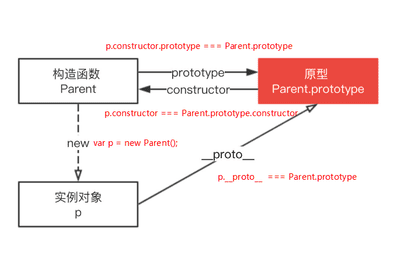 p.constructor.prototype === Parent.prototype
构造函数
Parent
prototype
constructor
原型
Parent.prototype
p.constructor === Parent.prototype.constructor
new
var p = new Parent();
__proto__
p.__proto__ === Parent.prototype
实例对象
p